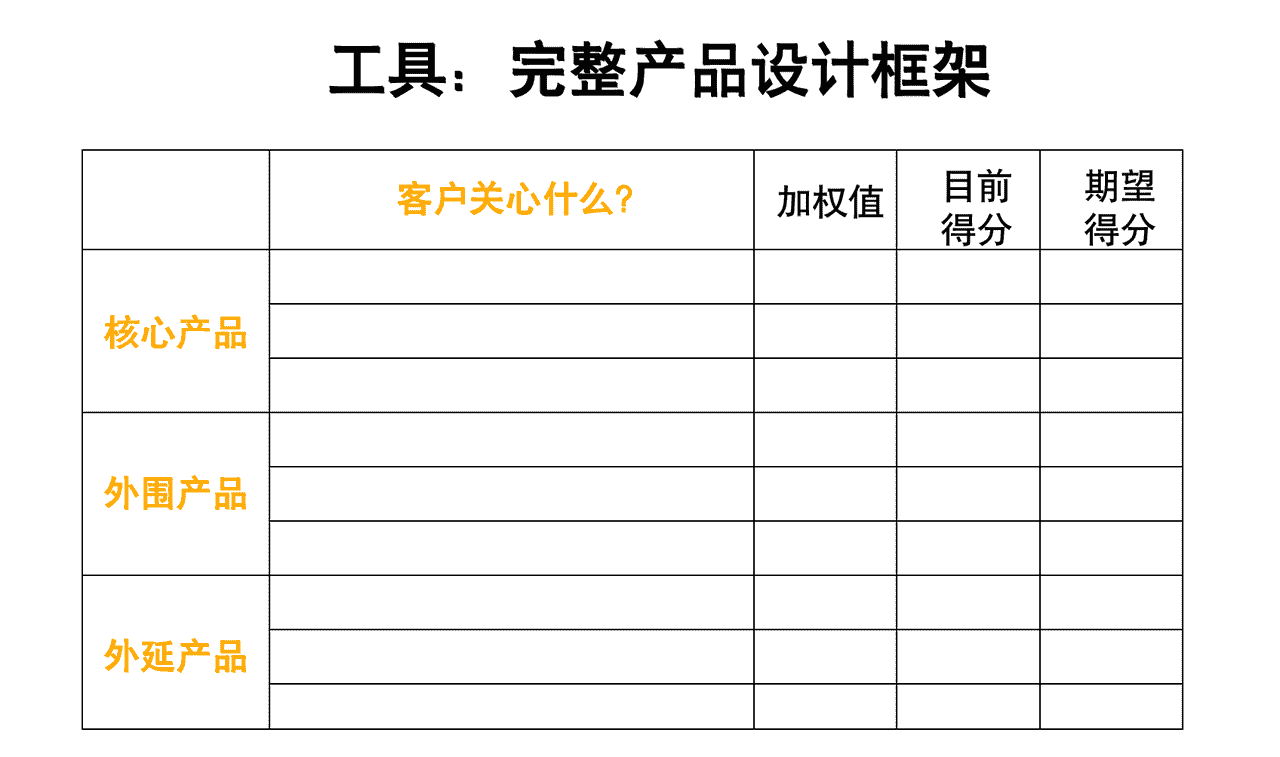 工具：完整产品设计框架
客户关心什么?
加权值
目前
得分
期望
得分
核心产品
外围产品
外延产品